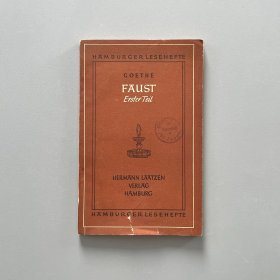 HAMBURGER LESEHEFTE
GOETHE
FAUST
Erster Teil
HERMANN LAATZEN
VERLAG
HAMBURG
HAMBURGER LESEHEFTE